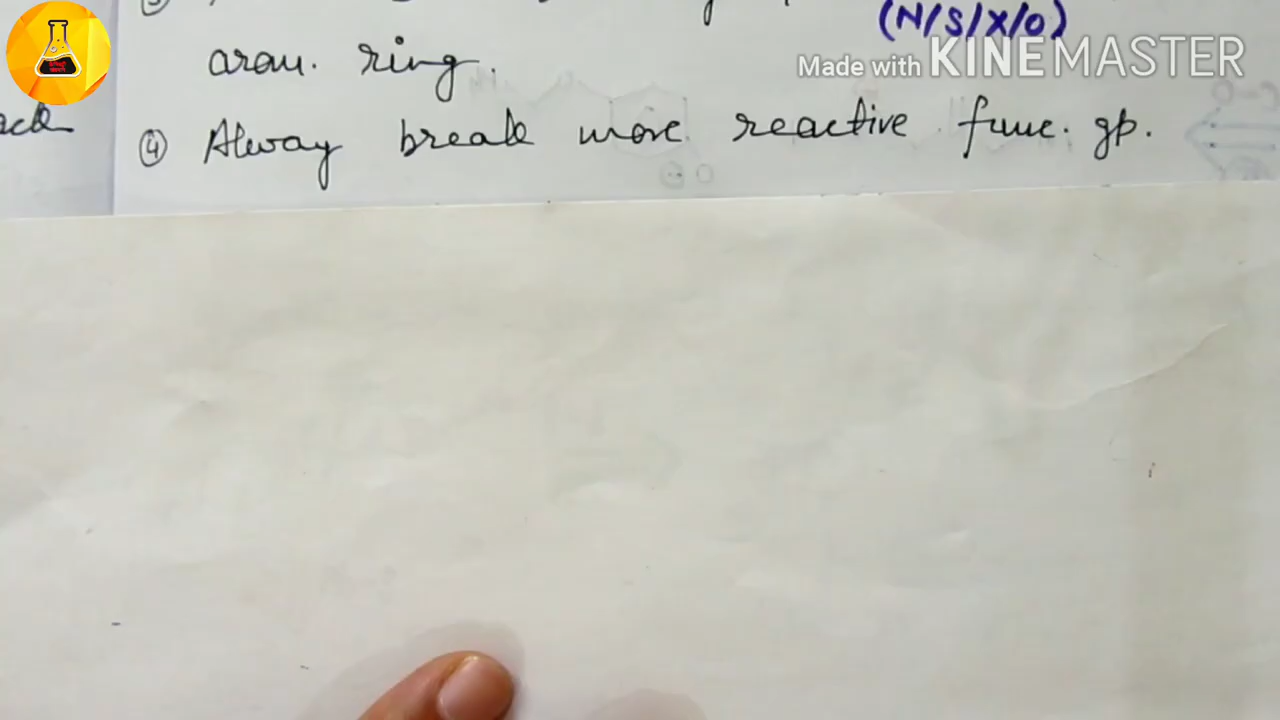 (N/S/X/O)
Made with KINEMASTER
arom. ring.
④ Alway break more reactive func. gp.